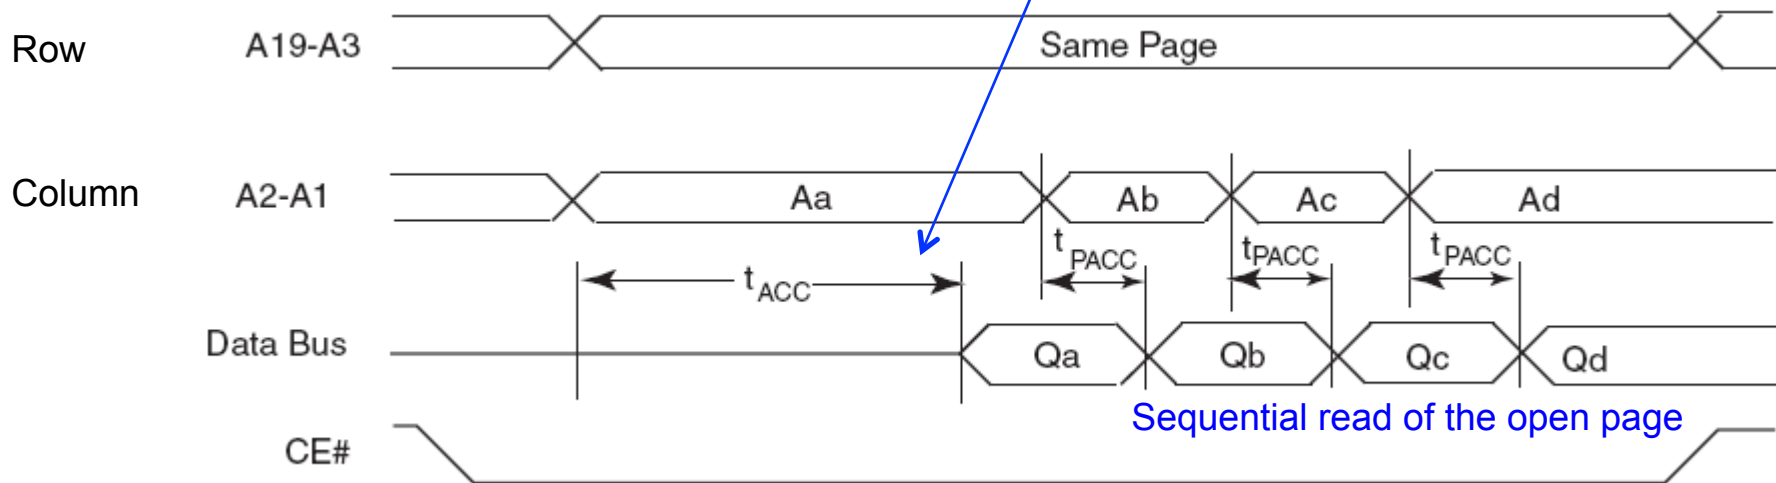 Row A19-A3 Same Page
Column A2-A1 Aa Ab Ac Ad
tACC tPACC tPACC tPACC
Data Bus Qa Qb Qc Qd
Sequential read of the open page
CE#